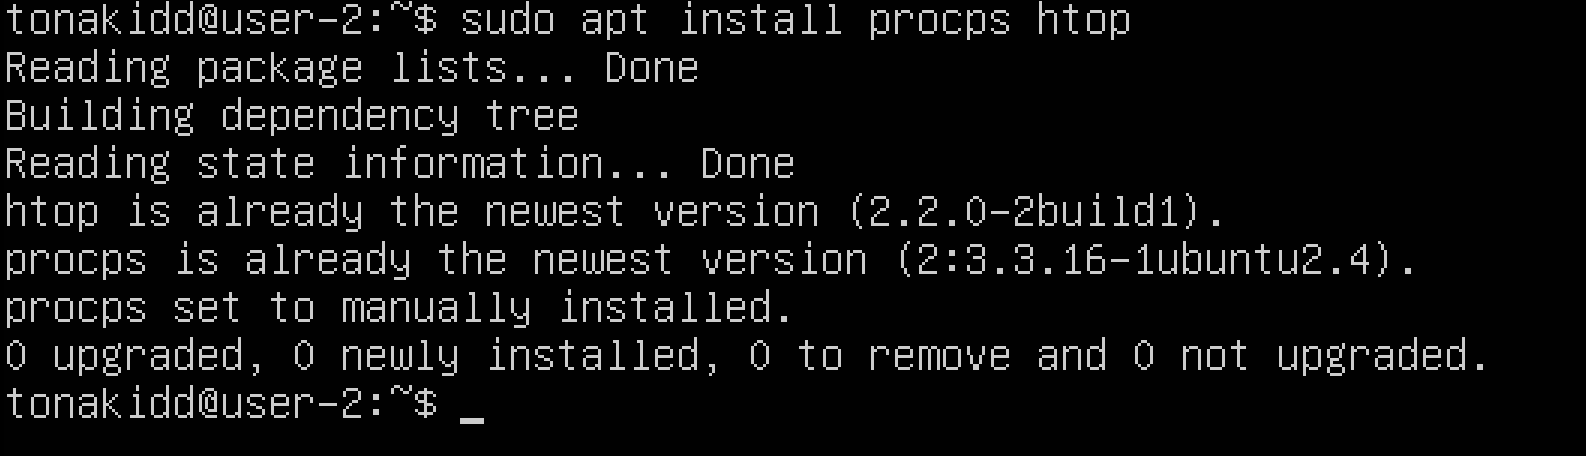 tonakidd@user-2:~$ sudo apt install procps htop
Reading package lists... Done
Building dependency tree
Reading state information... Done
htop is already the newest version (2.2.0-2build1).
procps is already the newest version (2:3.3.16-1ubuntu2.4).
procps set to manually installed.
0 upgraded, 0 newly installed, 0 to remove and 0 not upgraded.
tonakidd@user-2:~$ _